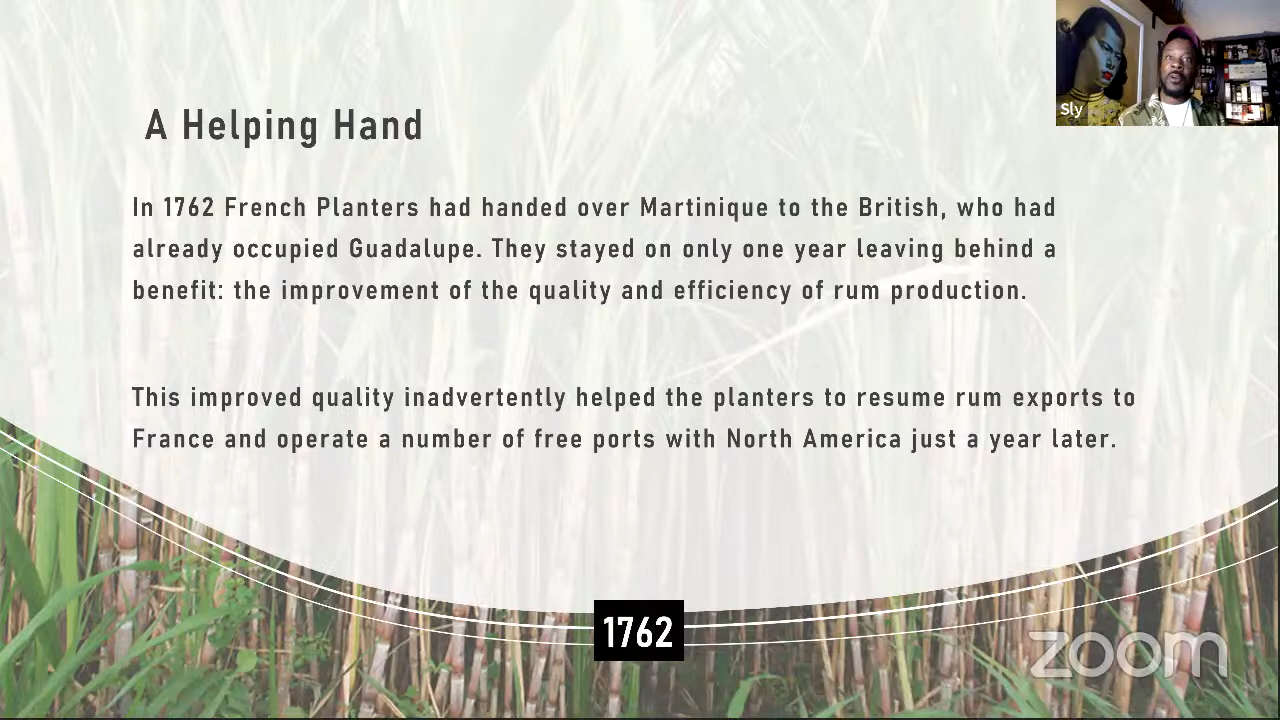 Sly
A Helping Hand
In 1762 French Planters had handed over Martinique to the British, who had
already occupied Guadalupe. They stayed on only one year leaving behind a
benefit: the improvement of the quality and efficiency of rum production.
This improved quality inadvertently helped the planters to resume rum exports to
France and operate a number of free ports with North America just a year later.
1762
zoom